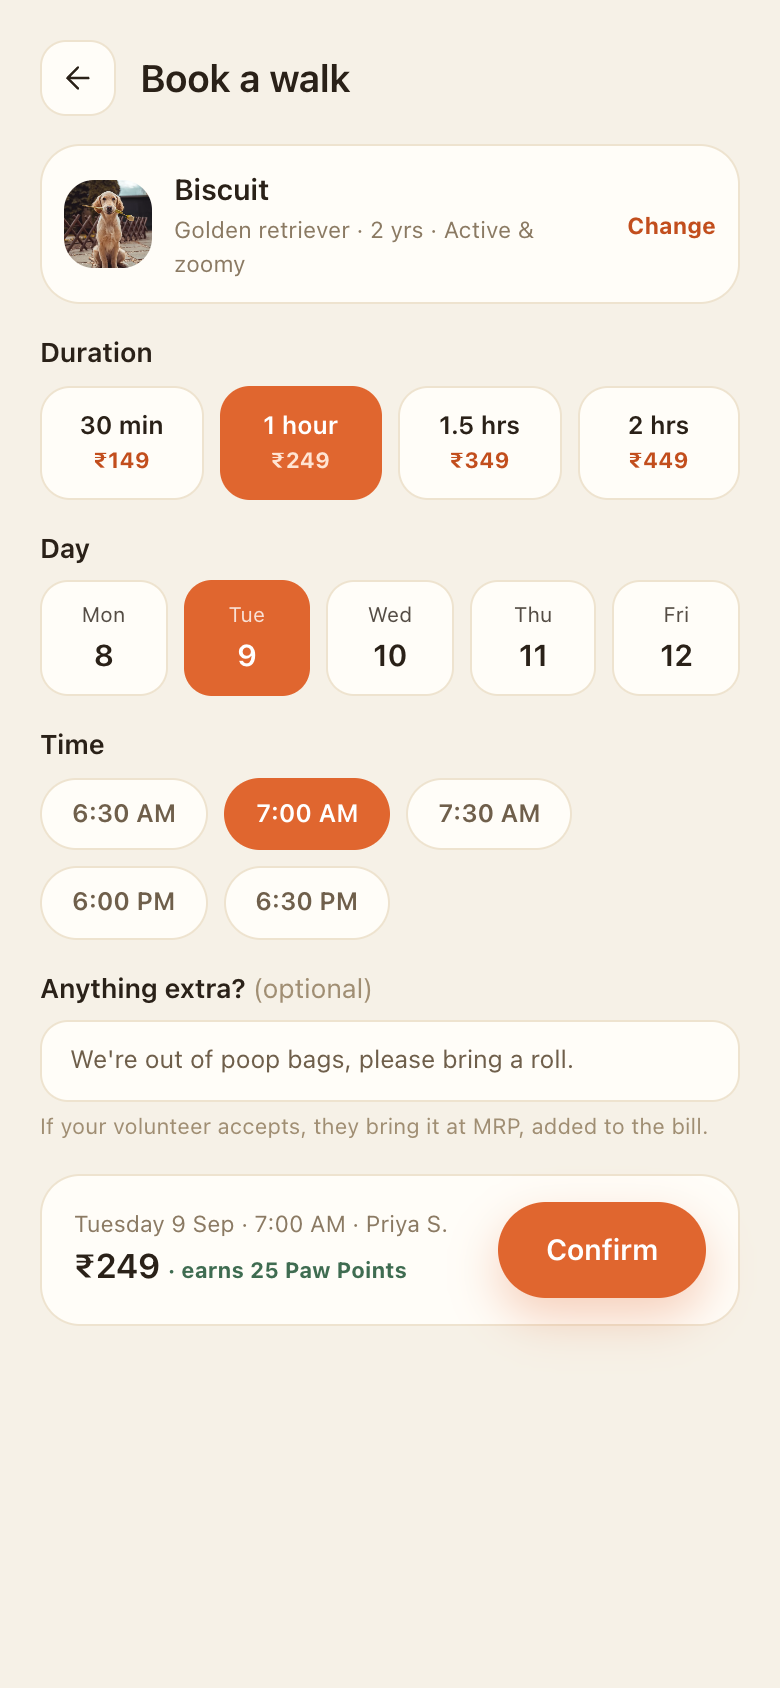 Book a walk
Biscuit
Golden retriever · 2 yrs · Active &
zoomy
Change
Duration
30 min
₹149
1 hour
₹249
1.5 hrs
₹349
2 hrs
₹449
Day
Mon
8
Tue
9
Wed
10
Thu
11
Fri
12
Time
6:30 AM
7:00 AM
7:30 AM
6:00 PM
6:30 PM
Anything extra? (optional)
We're out of poop bags, please bring a roll.
If your volunteer accepts, they bring it at MRP, added to the bill.
Tuesday 9 Sep · 7:00 AM · Priya S.
₹249 · earns 25 Paw Points
Confirm